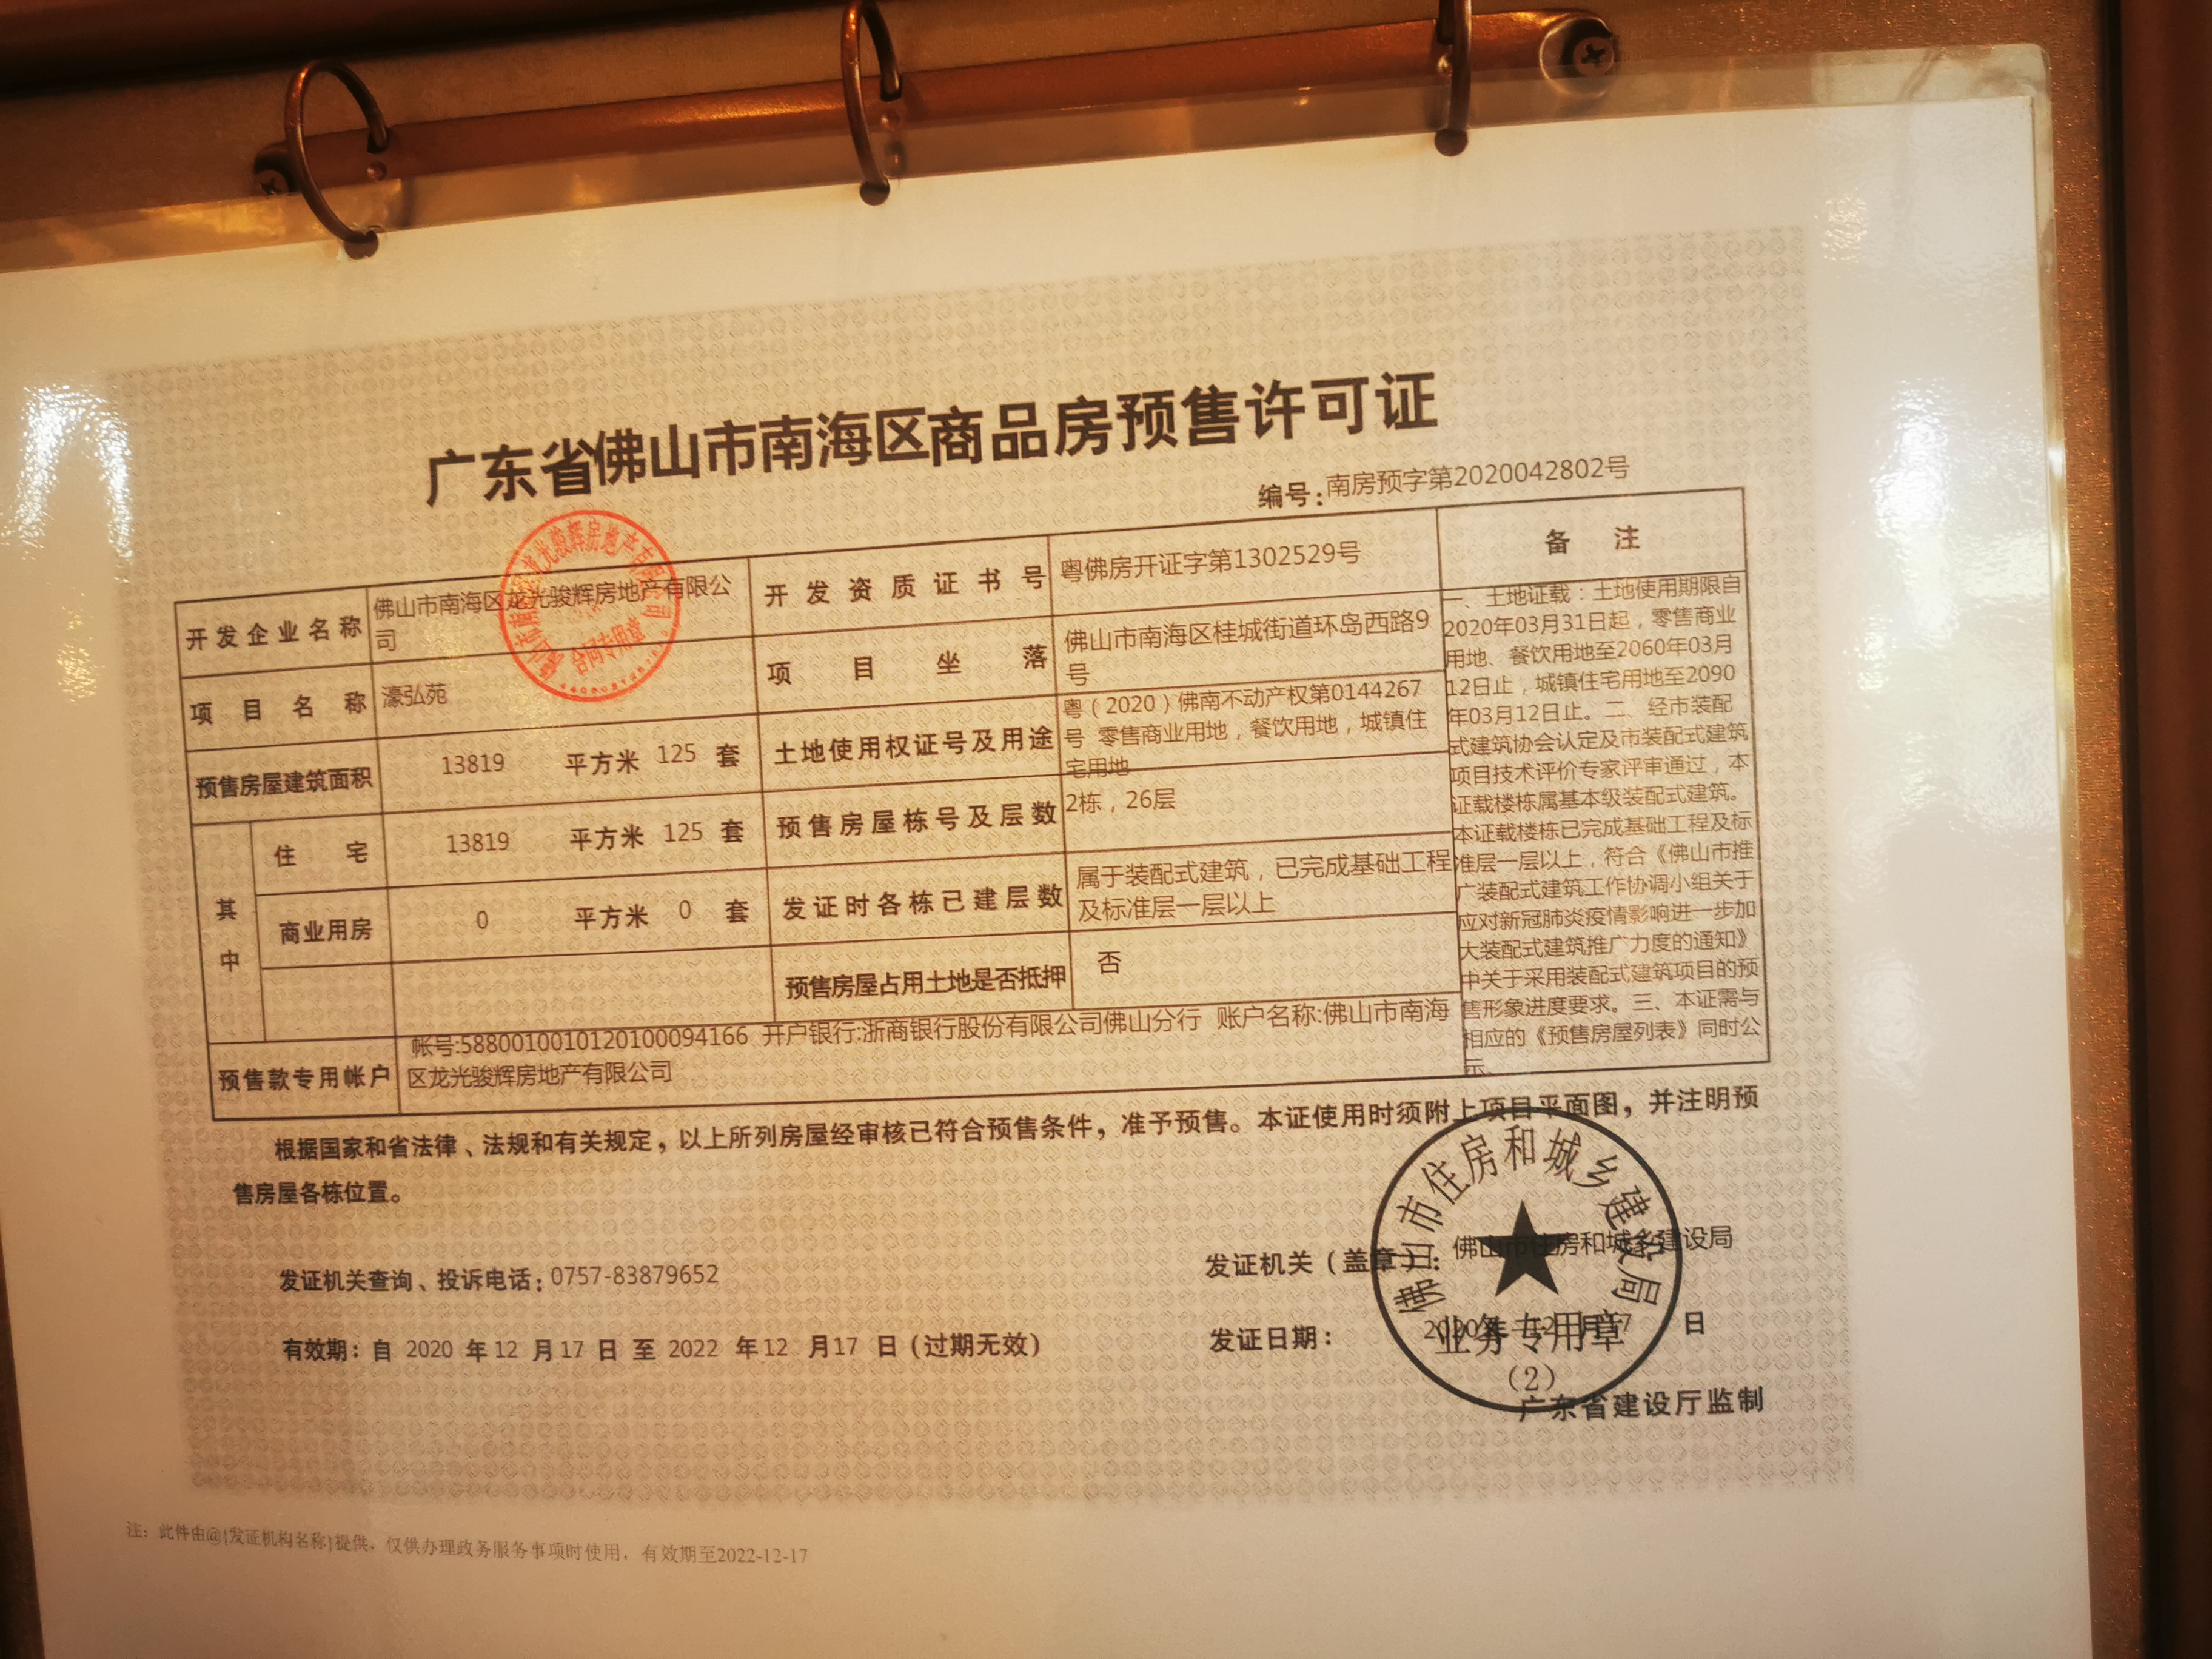 广东省佛山市南海区商品房预售许可证
编号：南房预字第2020042802号
开发企业名称
佛山市南海区龙光骏辉房地产有限公
司
开发资质证书号
粤佛房开证字第1302529号
备 注
项目名称
濠弘苑
项目坐落
佛山市南海区桂城街道环岛西路9
号
预售房屋建筑面积
13819 平方米 125 套
土地使用权证号及用途
粤（2020）佛南不动产权第0144267
号 零售商业用地，餐饮用地，城镇住
宅用地
其中
住 宅
13819 平方米 125 套
预售房屋栋号及层数
2栋，26层
商业用房
0 平方米 0 套
发证时各栋已建层数
属于装配式建筑，已完成基础工程
及标准层一层以上
预售房屋占用土地是否抵押
否
预售款专用帐户
帐号:5880010010120100094166 开户银行:浙商银行股份有限公司佛山分行 账户名称:佛山市南海
区龙光骏辉房地产有限公司
一、土地证载：土地使用期限自
2020年03月31日起，零售商业
用地、餐饮用地至2060年03月
12日止，城镇住宅用地至2090
年03月12日止。二、经市装配
式建筑协会认定及市装配式建筑
项目技术评价专家评审通过，本
证载楼栋属基本级装配式建筑。
本证载楼栋已完成基础工程及标
准层一层以上，符合《佛山市推
广装配式建筑工作协调小组关于
应对新冠肺炎疫情影响进一步加
大装配式建筑推广力度的通知》
中关于采用装配式建筑项目的预
售形象进度要求。三、本证需与
相应的《预售房屋列表》同时公
示。
合同专用章
根据国家和省法律、法规和有关规定，以上所列房屋经审核已符合预售条件，准予预售。本证使用时须附上项目平面图，并注明预
售房屋各栋位置。
发证机关查询、投诉电话：0757-83879652
发证机关（盖章）：佛山市住房和城乡建设局
有效期：自 2020 年 12 月 17 日 至 2022 年 12 月 17 日（过期无效）
发证日期： 2020 年 12 月 17 日
佛山市住房和城乡建设局
业务专用章
（2）
广东省建设厅监制
注：此件由@{发证机构名称}提供，仅供办理政务服务事项时使用，有效期至2022-12-17